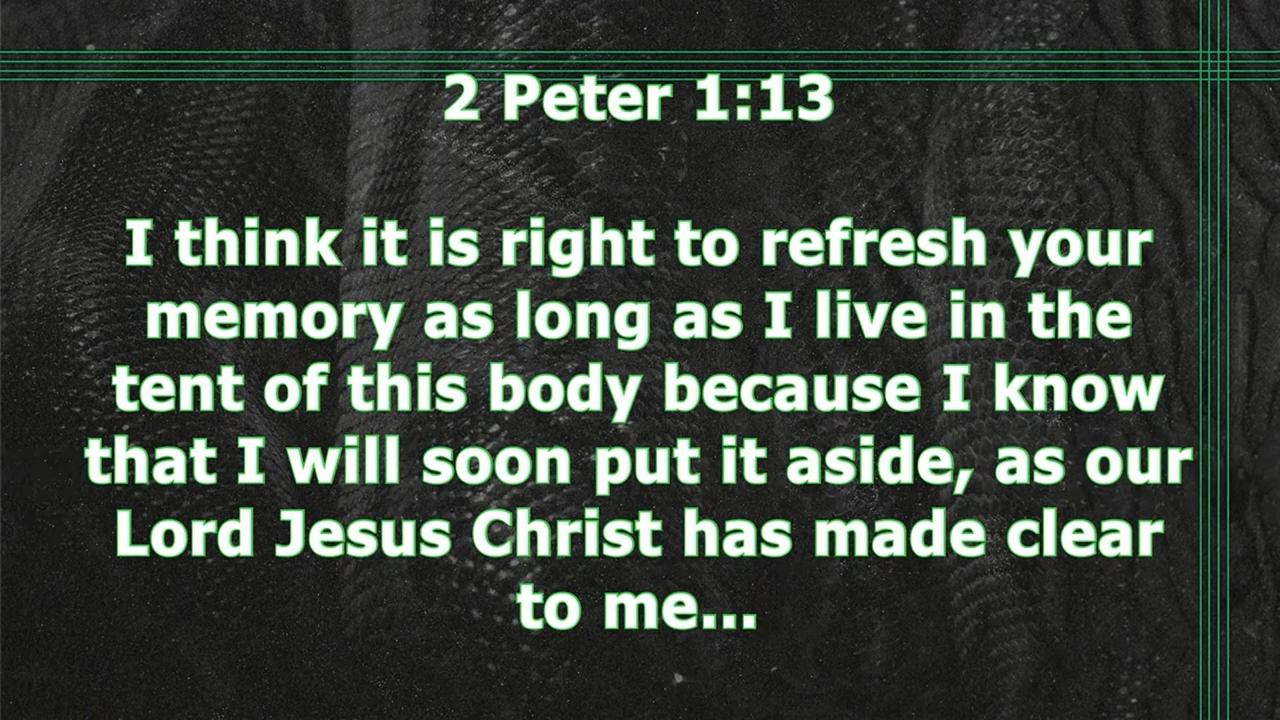 2 Peter 1:13
I think it is right to refresh your
memory as long as I live in the
tent of this body because I know
that I will soon put it aside, as our
Lord Jesus Christ has made clear
to me...